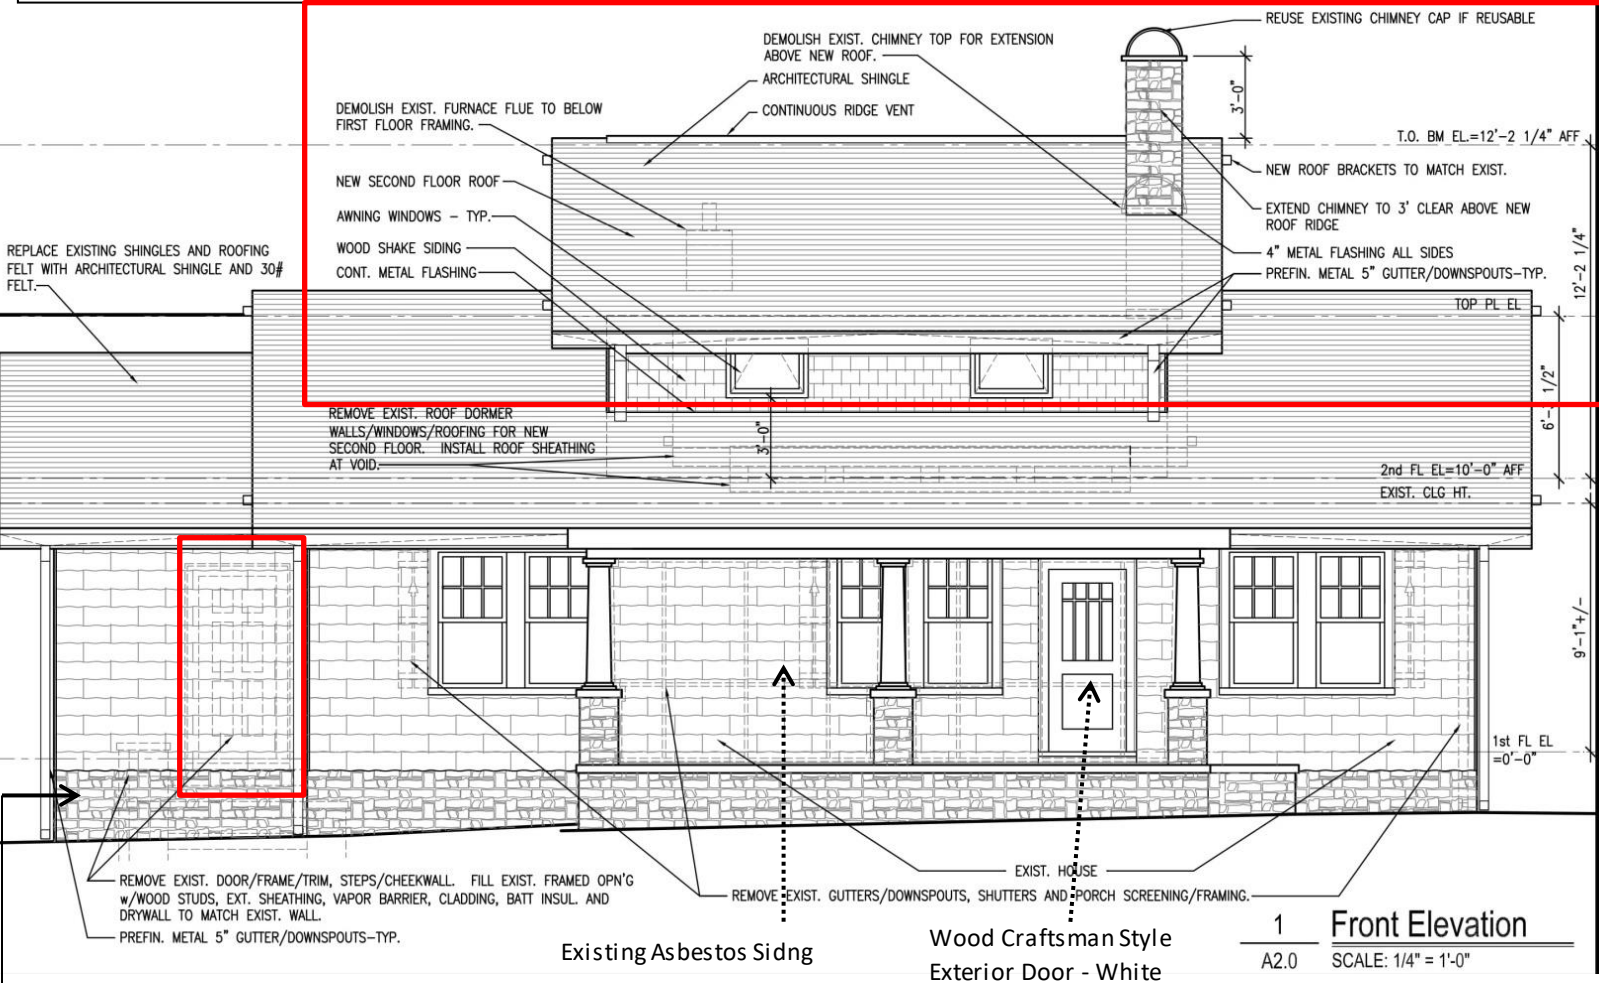 REUSE EXISTING CHIMNEY CAP IF REUSABLE
DEMOLISH EXIST. CHIMNEY TOP FOR EXTENSION
ABOVE NEW ROOF.
ARCHITECTURAL SHINGLE
CONTINUOUS RIDGE VENT
DEMOLISH EXIST. FURNACE FLUE TO BELOW
FIRST FLOOR FRAMING.
3'-0"
T.O. BM EL.=12'-2 1/4" AFF
NEW ROOF BRACKETS TO MATCH EXIST.
NEW SECOND FLOOR ROOF
AWNING WINDOWS - TYP.
WOOD SHAKE SIDING
CONT. METAL FLASHING
EXTEND CHIMNEY TO 3' CLEAR ABOVE NEW
ROOF RIDGE
4" METAL FLASHING ALL SIDES
PREFIN. METAL 5" GUTTER/DOWNSPOUTS-TYP.
12'-2 1/4"
REPLACE EXISTING SHINGLES AND ROOFING
FELT WITH ARCHITECTURAL SHINGLE AND 30#
FELT.
TOP PL EL
6'-3 1/2"
REMOVE EXIST. ROOF DORMER
WALLS/WINDOWS/ROOFING FOR NEW
SECOND FLOOR. INSTALL ROOF SHEATHING
AT VOID.
3'-0"
2nd FL EL=10'-0" AFF
EXIST. CLG HT.
9'-1"+/-
1st FL EL
=0'-0"
EXIST. HOUSE
REMOVE EXIST. DOOR/FRAME/TRIM, STEPS/CHEEKWALL. FILL EXIST. FRAMED OPN'G
w/WOOD STUDS, EXT. SHEATHING, VAPOR BARRIER, CLADDING, BATT INSUL. AND
DRYWALL TO MATCH EXIST. WALL.
PREFIN. METAL 5" GUTTER/DOWNSPOUTS-TYP.
REMOVE EXIST. GUTTERS/DOWNSPOUTS, SHUTTERS AND PORCH SCREENING/FRAMING.
Existing Asbestos Sidng
Wood Craftsman Style
Exterior Door - White
1 Front Elevation
A2.0 SCALE: 1/4" = 1'-0"